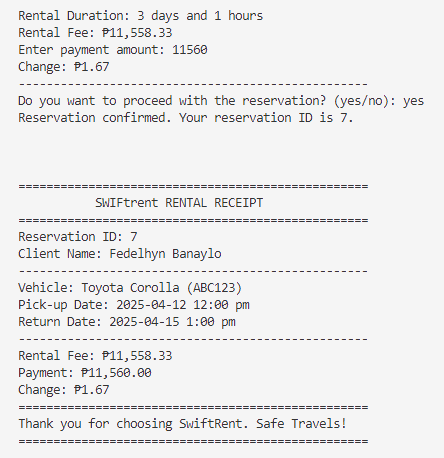 Rental Duration: 3 days and 1 hours
Rental Fee: ₱11,558.33
Enter payment amount: 11560
Change: ₱1.67
--------------------------------------------------
Do you want to proceed with the reservation? (yes/no): yes
Reservation confirmed. Your reservation ID is 7.
==================================================
SWIFtrent RENTAL RECEIPT
==================================================
Reservation ID: 7
Client Name: Fedelhyn Banaylo
--------------------------------------------------
Vehicle: Toyota Corolla (ABC123)
Pick-up Date: 2025-04-12 12:00 pm
Return Date: 2025-04-15 1:00 pm
--------------------------------------------------
Rental Fee: ₱11,558.33
Payment: ₱11,560.00
Change: ₱1.67
==================================================
Thank you for choosing SwiftRent. Safe Travels!
==================================================